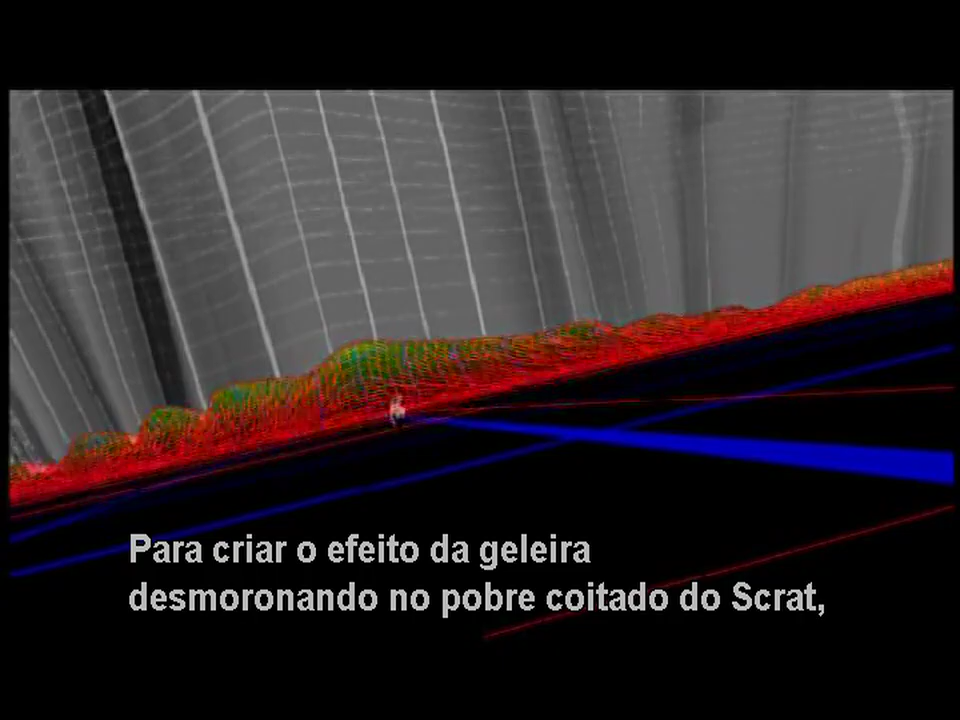 Para criar o efeito da geleira
desmoronando no pobre coitado do Scrat,